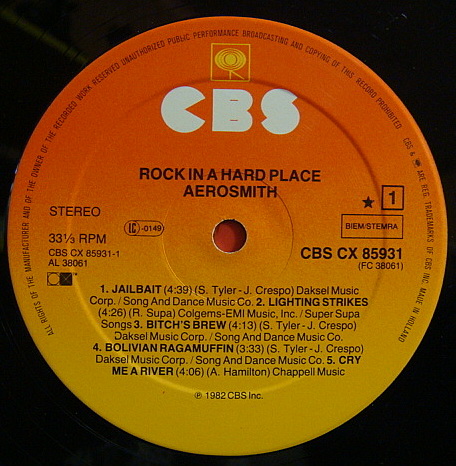 ALL RIGHTS OF THE MANUFACTURER AND OF THE OWNER OF THE RECORDED WORK RESERVED UNAUTHORIZED PUBLIC PERFORMANCE BROADCASTING AND COPYING OF THIS RECORD PROHIBITED
CBS & ARE REG. TRADEMARKS OF CBS INC. MADE IN HOLLAND
CBS
ROCK IN A HARD PLACE
AEROSMITH
STEREO
LC-0149
★ 1
BIEM/STEMRA
33⅓ RPM
CBS CX 85931-1
AL 38061
CBS CX 85931
(FC 38061)
1. JAILBAIT (4:39) (S. Tyler-J. Crespo) Daksel Music
Corp. / Song And Dance Music Co. 2. LIGHTING STRIKES
(4:26) (R. Supa) Colgems-EMI Music, Inc. / Super Supa
Songs 3. BITCH'S BREW (4:13) (S. Tyler-J. Crespo)
Daksel Music Corp. / Song And Dance Music Co.
4. BOLIVIAN RAGAMUFFIN (3:33) (S. Tyler-J. Crespo)
Daksel Music Corp. / Song And Dance Music Co. 5. CRY
ME A RIVER (4:06) (A. Hamilton) Chappell Music
℗ 1982 CBS Inc.